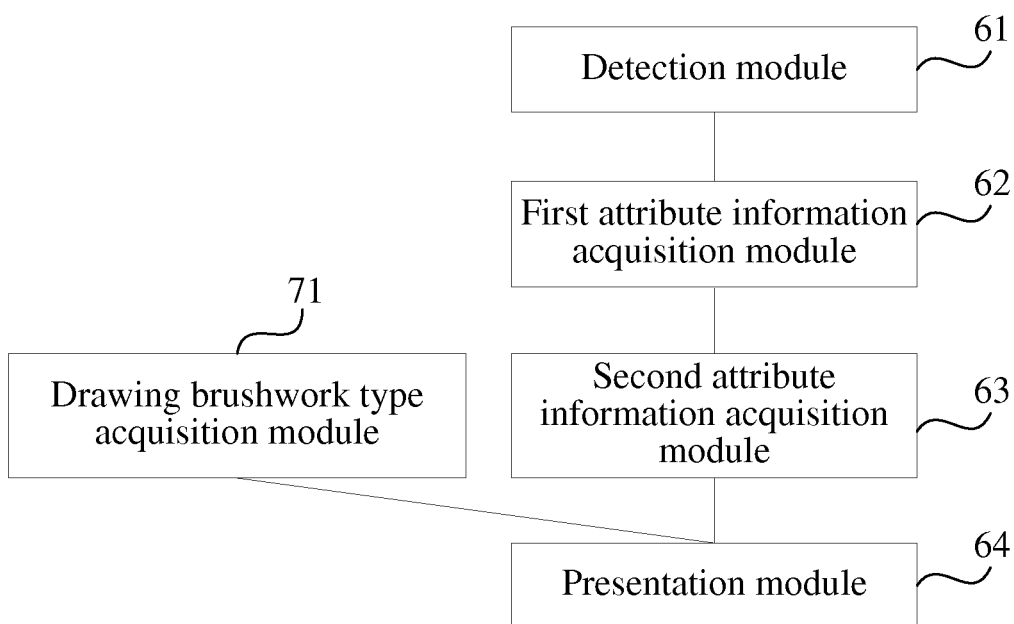 61
Detection module
62
First attribute information
acquisition module
71
Drawing brushwork type
acquisition module
63
Second attribute
information acquisition
module
64
Presentation module